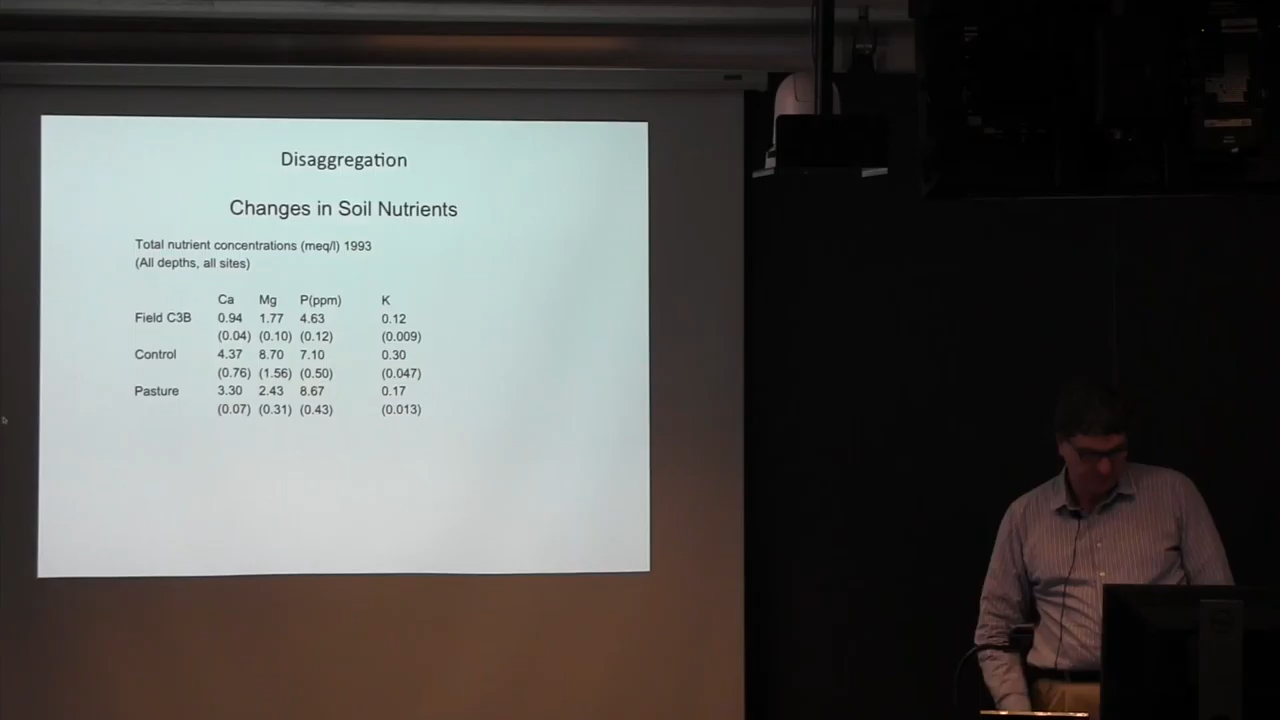 Disaggregation
Changes in Soil Nutrients
Total nutrient concentrations (meq/l) 1993
(All depths, all sites)
Ca Mg P(ppm) K
Field C3B 0.94 1.77 4.63 0.12
(0.04) (0.10) (0.12) (0.009)
Control 4.37 8.70 7.10 0.30
(0.76) (1.56) (0.50) (0.047)
Pasture 3.30 2.43 8.67 0.17
(0.07) (0.31) (0.43) (0.013)